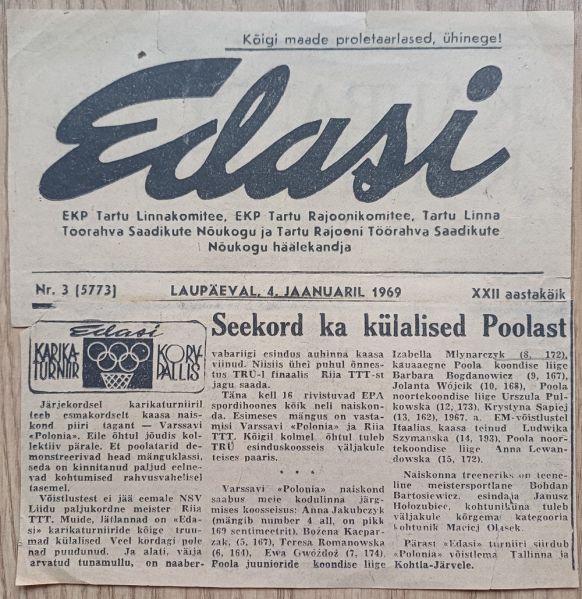 Kõigi maade proletaarlased, ühinege!
Edasi
EKP Tartu Linnakomitee, EKP Tartu Rajoonikomitee, Tartu Linna
Töörahva Saadikute Nõukogu ja Tartu Rajooni Töörahva Saadikute
Nõukogu häälekandja
Nr. 3 (5773)
LAUPÄEVAL, 4. JAANUARIL 1969
XXII aastakäik
Edasi
KARIKA-
TURNIIR
KORV-
PALLIS
Seekord ka külalised Poolast
Järjekordsel karikaturniiril
teeb esmakordselt kaasa nais-
kond piiri tagant — Varssavi
«Polonia». Eile õhtul jõudis kol-
lektiiv pärale. Et poolatarid de-
monstreerivad head mänguklassi,
seda on kinnitanud paljud eelne-
vad kohtumised rahvusvahelisel
tasemel.
Võistlustest ei jää eemale NSV
Liidu paljukordne meister Riia
TTT. Muide, lätlannad on «Eda-
si» karikaturniiride kõige truu-
mad külalised. Veel kordagi pole
nad puudunud. Ja alati, välja
arvatud tunamullu, on naaber-
vabariigi esindus auhinna kaasa
viinud. Niisiis ühel puhul õnnes-
tus TRÜ-l finaalis Riia TTT-st
jagu saada.
Täna kell 16 rivistuvad EPA
spordihoones kõik neli naiskon-
da. Esimeses mängus on vasta-
misi Varssavi «Polonia» ja Riia
TTT. Kõigil kolmel õhtul tuleb
TRÜ esinduskoosseis väljakule
teises paaris.
* * *
Varssavi «Polonia» naiskond
saabus meie kodulinna järg-
mises koosseisus: Anna Jakubczyk
(mängib number 4 all, on pikk
169 sentimeetrit), Bożena Kacpar-
zak, (5, 167), Teresa Romanowska
(6, 164), Ewa Gwóźdź (7, 174),
Poola juunioride koondise liige
Izabella Mlynarczyk (8, 172),
kauaaegne Poola koondise liige
Barbara Bogdanowicz (9, 167),
Jolanta Wójcik (10, 168), Poola
noortekoondise liige Urszula Pul-
kowska (12, 173), Krystyna Sapiej
(13, 162), 1967. a. EM-võistlustel
Itaalias kaasa teinud Ludwika
Szymanska (14, 193), Poola noor-
tekoondise liige Anna Lewan-
dowska (15, 172).
Naiskonna treeneriks on teene-
line meistersportlane Bohdan
Bartosiewicz, esindaja Janusz
Hołozubiec, kohtunikuna tuleb
väljakule kõrgema kategooria
kohtunik Maciej Olasek.
Pärast «Edasi» turniiri siirdub
«Polonia» võistlema Tallinna ja
Kohtla-Järvele.